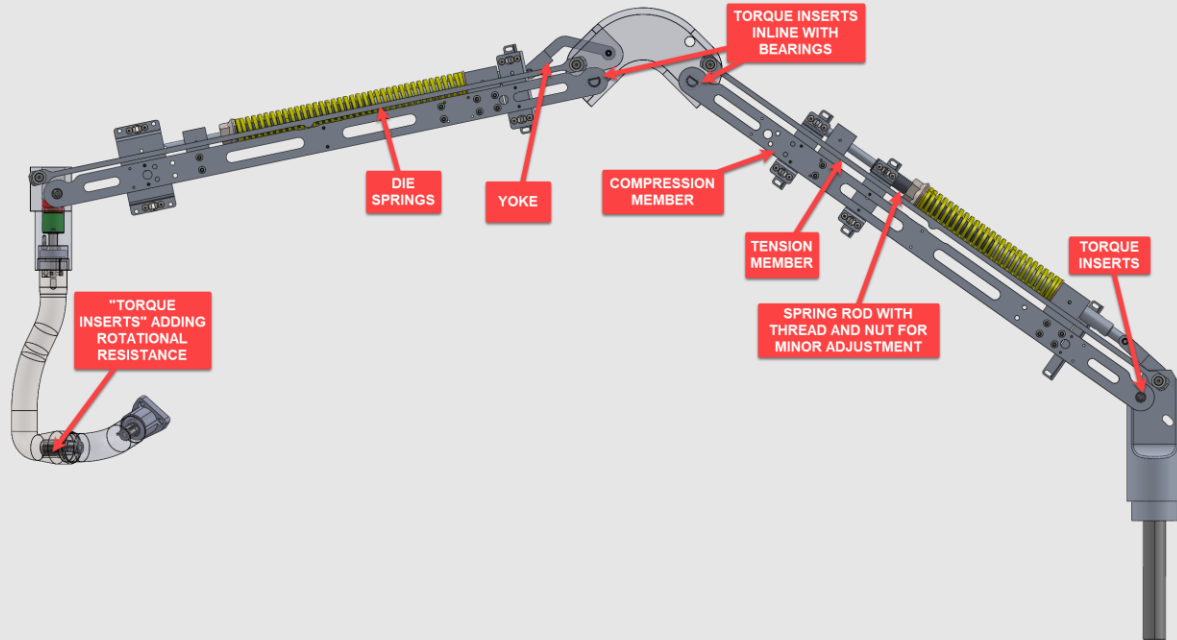 TORQUE INSERTS
INLINE WITH
BEARINGS
DIE
SPRINGS
YOKE
COMPRESSION
MEMBER
TENSION
MEMBER
TORQUE
INSERTS
"TORQUE
INSERTS" ADDING
ROTATIONAL
RESISTANCE
SPRING ROD WITH
THREAD AND NUT FOR
MINOR ADJUSTMENT